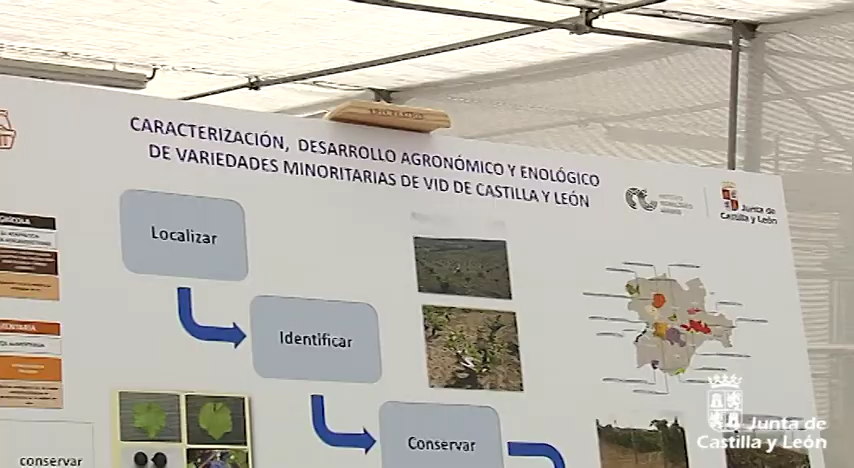 CARACTERIZACIÓN, DESARROLLO AGRONÓMICO Y ENOLÓGICO
DE VARIEDADES MINORITARIAS DE VID DE CASTILLA Y LEÓN
Junta de
Castilla y León
Localizar
Identificar
Conservar
conservar
Junta de
Castilla y León